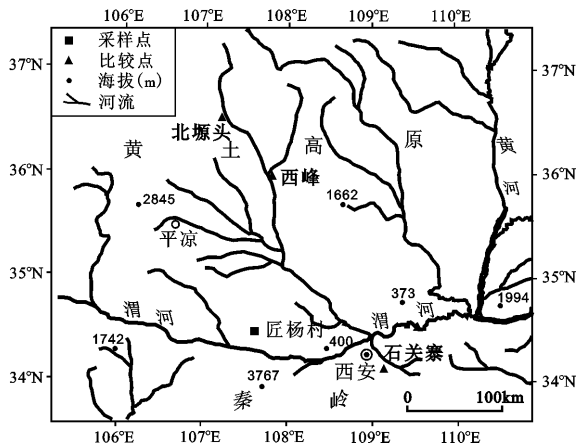 106°E 107°E 108°E 109°E 110°E
采样点
比较点
海拔(m)
河流
37°N 37°N
北塬头
黄 土 高 原
黄河
36°N 36°N
西峰
2845
1662
平凉
35°N 35°N
渭河
373
渭河
1994
1742
匠杨村
400
石关寨
西安
34°N 34°N
3767
秦岭
0 100km
106°E 107°E 108°E 109°E 110°E